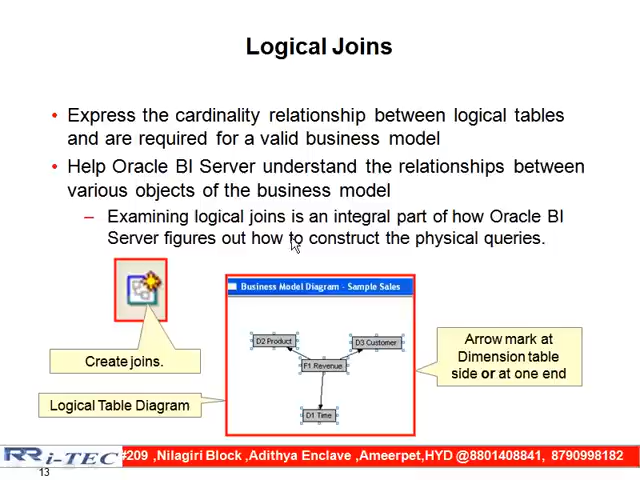 Logical Joins
• Express the cardinality relationship between logical tables
and are required for a valid business model
• Help Oracle BI Server understand the relationships between
various objects of the business model
– Examining logical joins is an integral part of how Oracle BI
Server figures out how to construct the physical queries.
Business Model Diagram - Sample Sales
D2 Product
D3 Customer
F1 Revenue
D1 Time
Create joins.
Logical Table Diagram
Arrow mark at
Dimension table
side or at one end
RR i-TEC #209 ,Nilagiri Block ,Adithya Enclave ,Ameerpet,HYD @8801408841, 8790998182
13